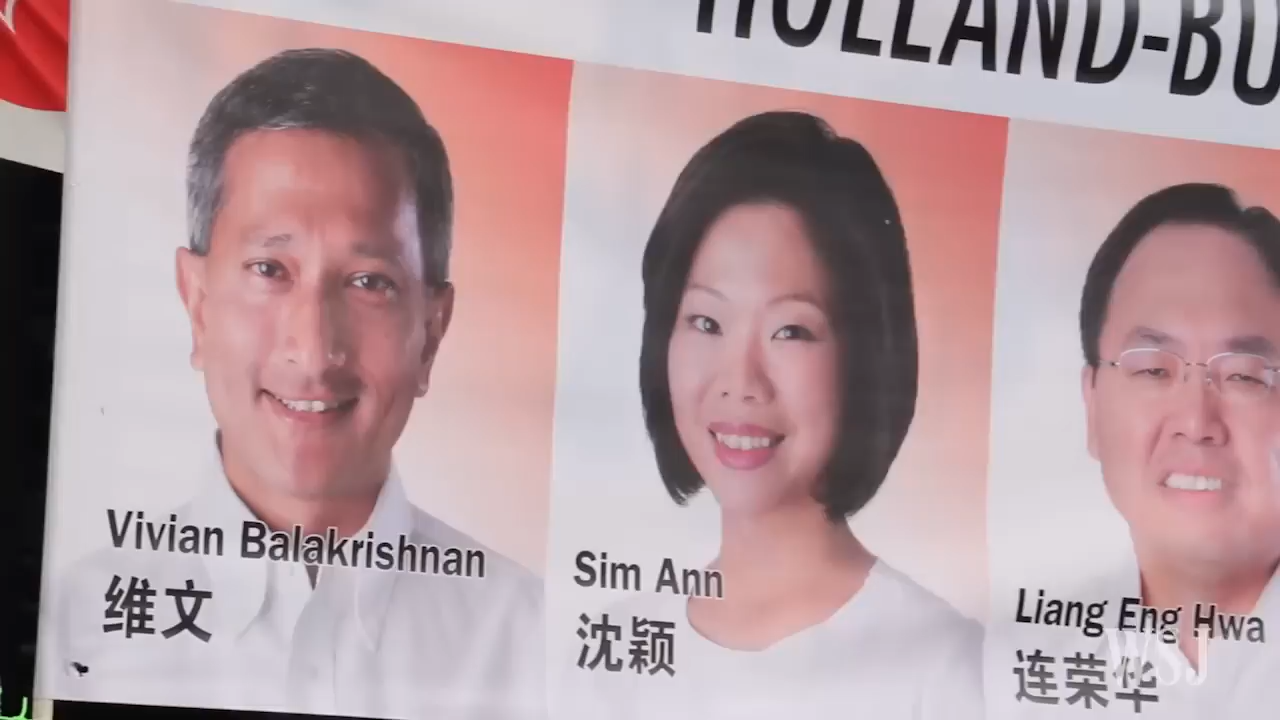 HOLLAND-BU
Vivian Balakrishnan
维文
Sim Ann
沈颖
Liang Eng Hwa
连荣华
WSJ